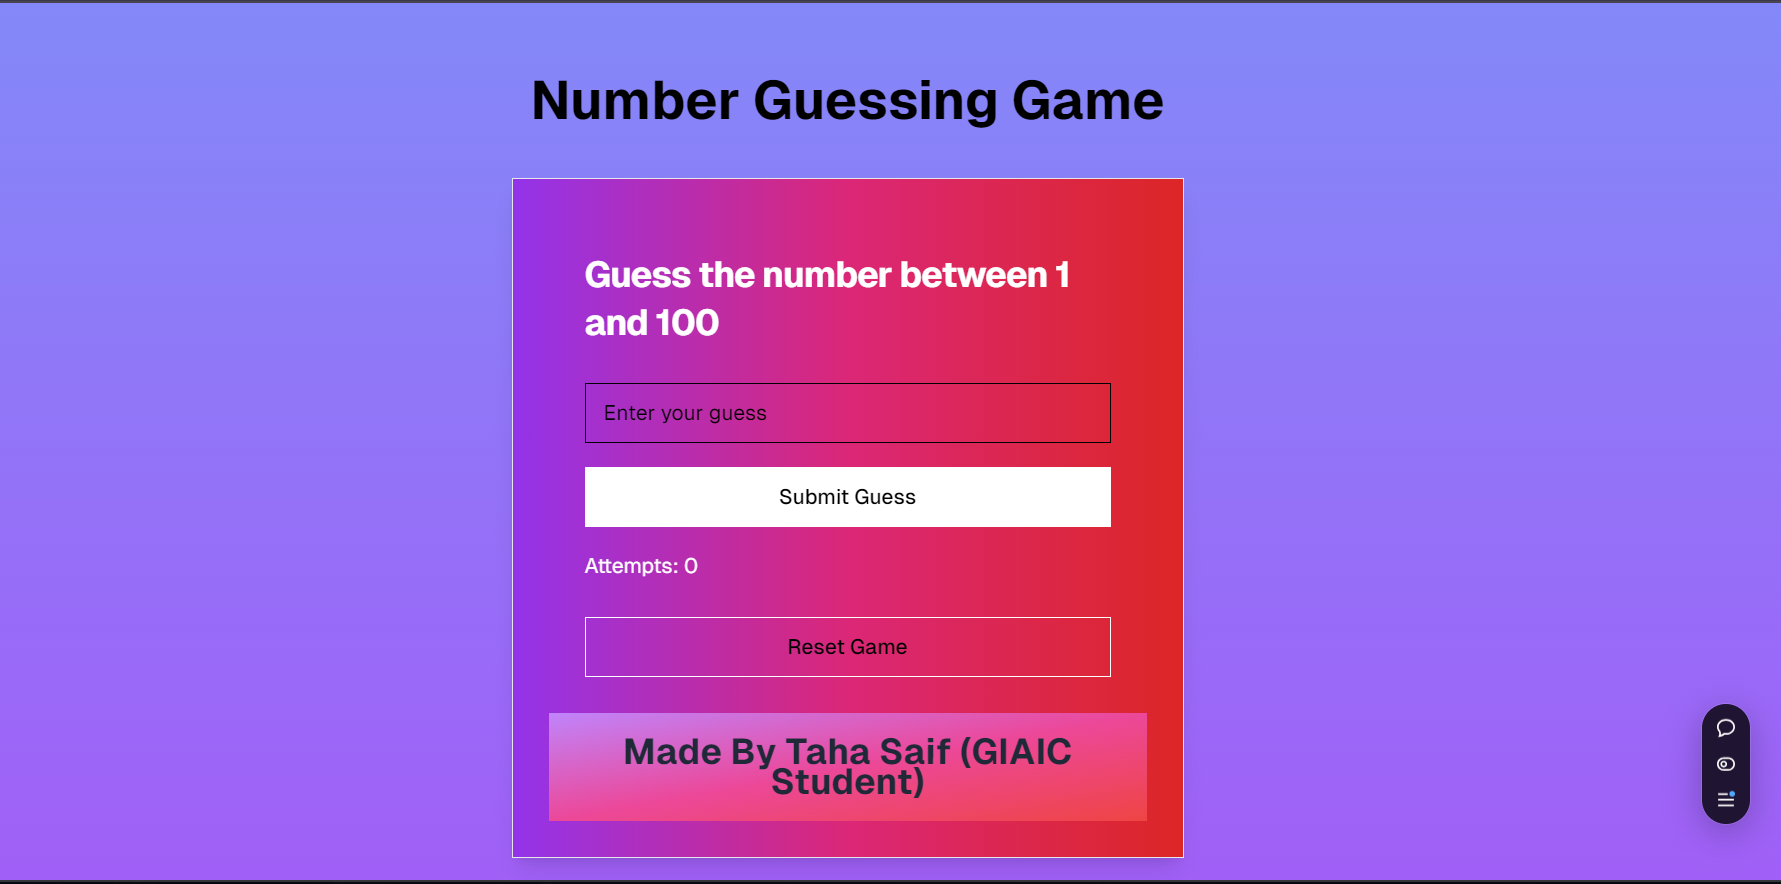 Number Guessing Game
Guess the number between 1
and 100
Enter your guess
Submit Guess
Attempts: 0
Reset Game
Made By Taha Saif (GIAIC
Student)